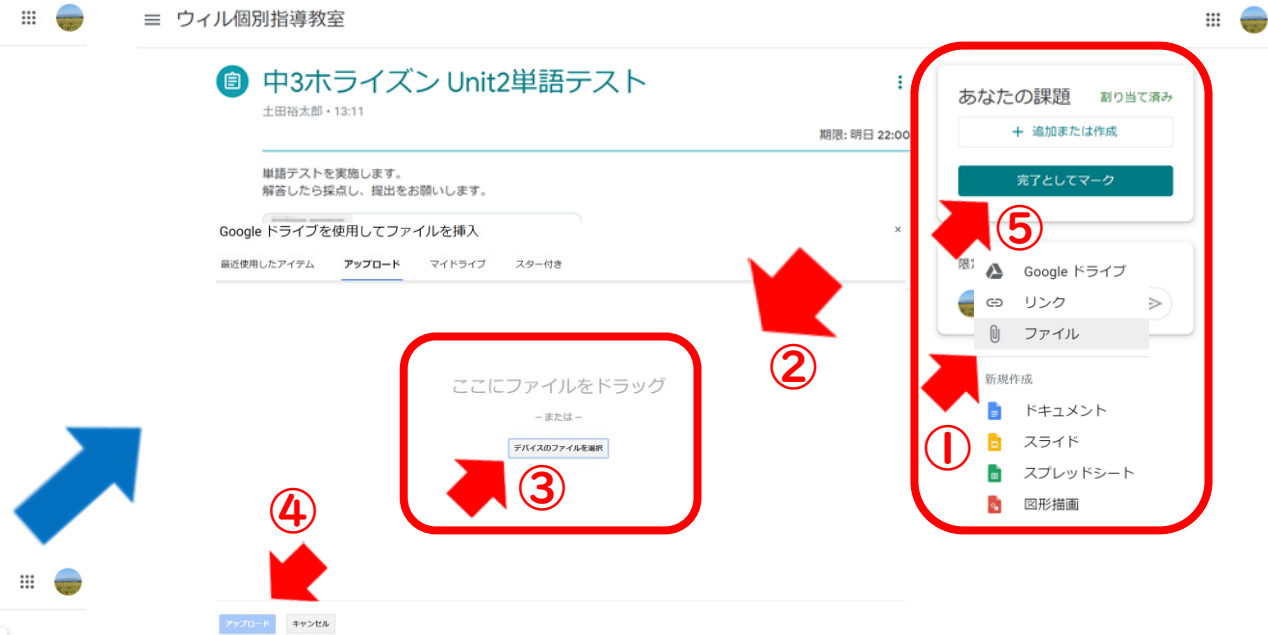 ウィル個別指導教室
中3ホライズン Unit2単語テスト
土田裕太郎・13:11
期限: 明日 22:00
単語テストを実施します。
解答したら採点し、提出をお願いします。
Google ドライブを使用してファイルを挿入
×
最近使用したアイテム アップロード マイドライブ スター付き
②
ここにファイルをドラッグ
– または –
デバイスのファイルを選択
③
④
アップロード キャンセル
あなたの課題 割り当て済み
+ 追加または作成
完了としてマーク
⑤
限
Google ドライブ
リンク
ファイル
①
新規作成
ドキュメント
スライド
スプレッドシート
図形描画